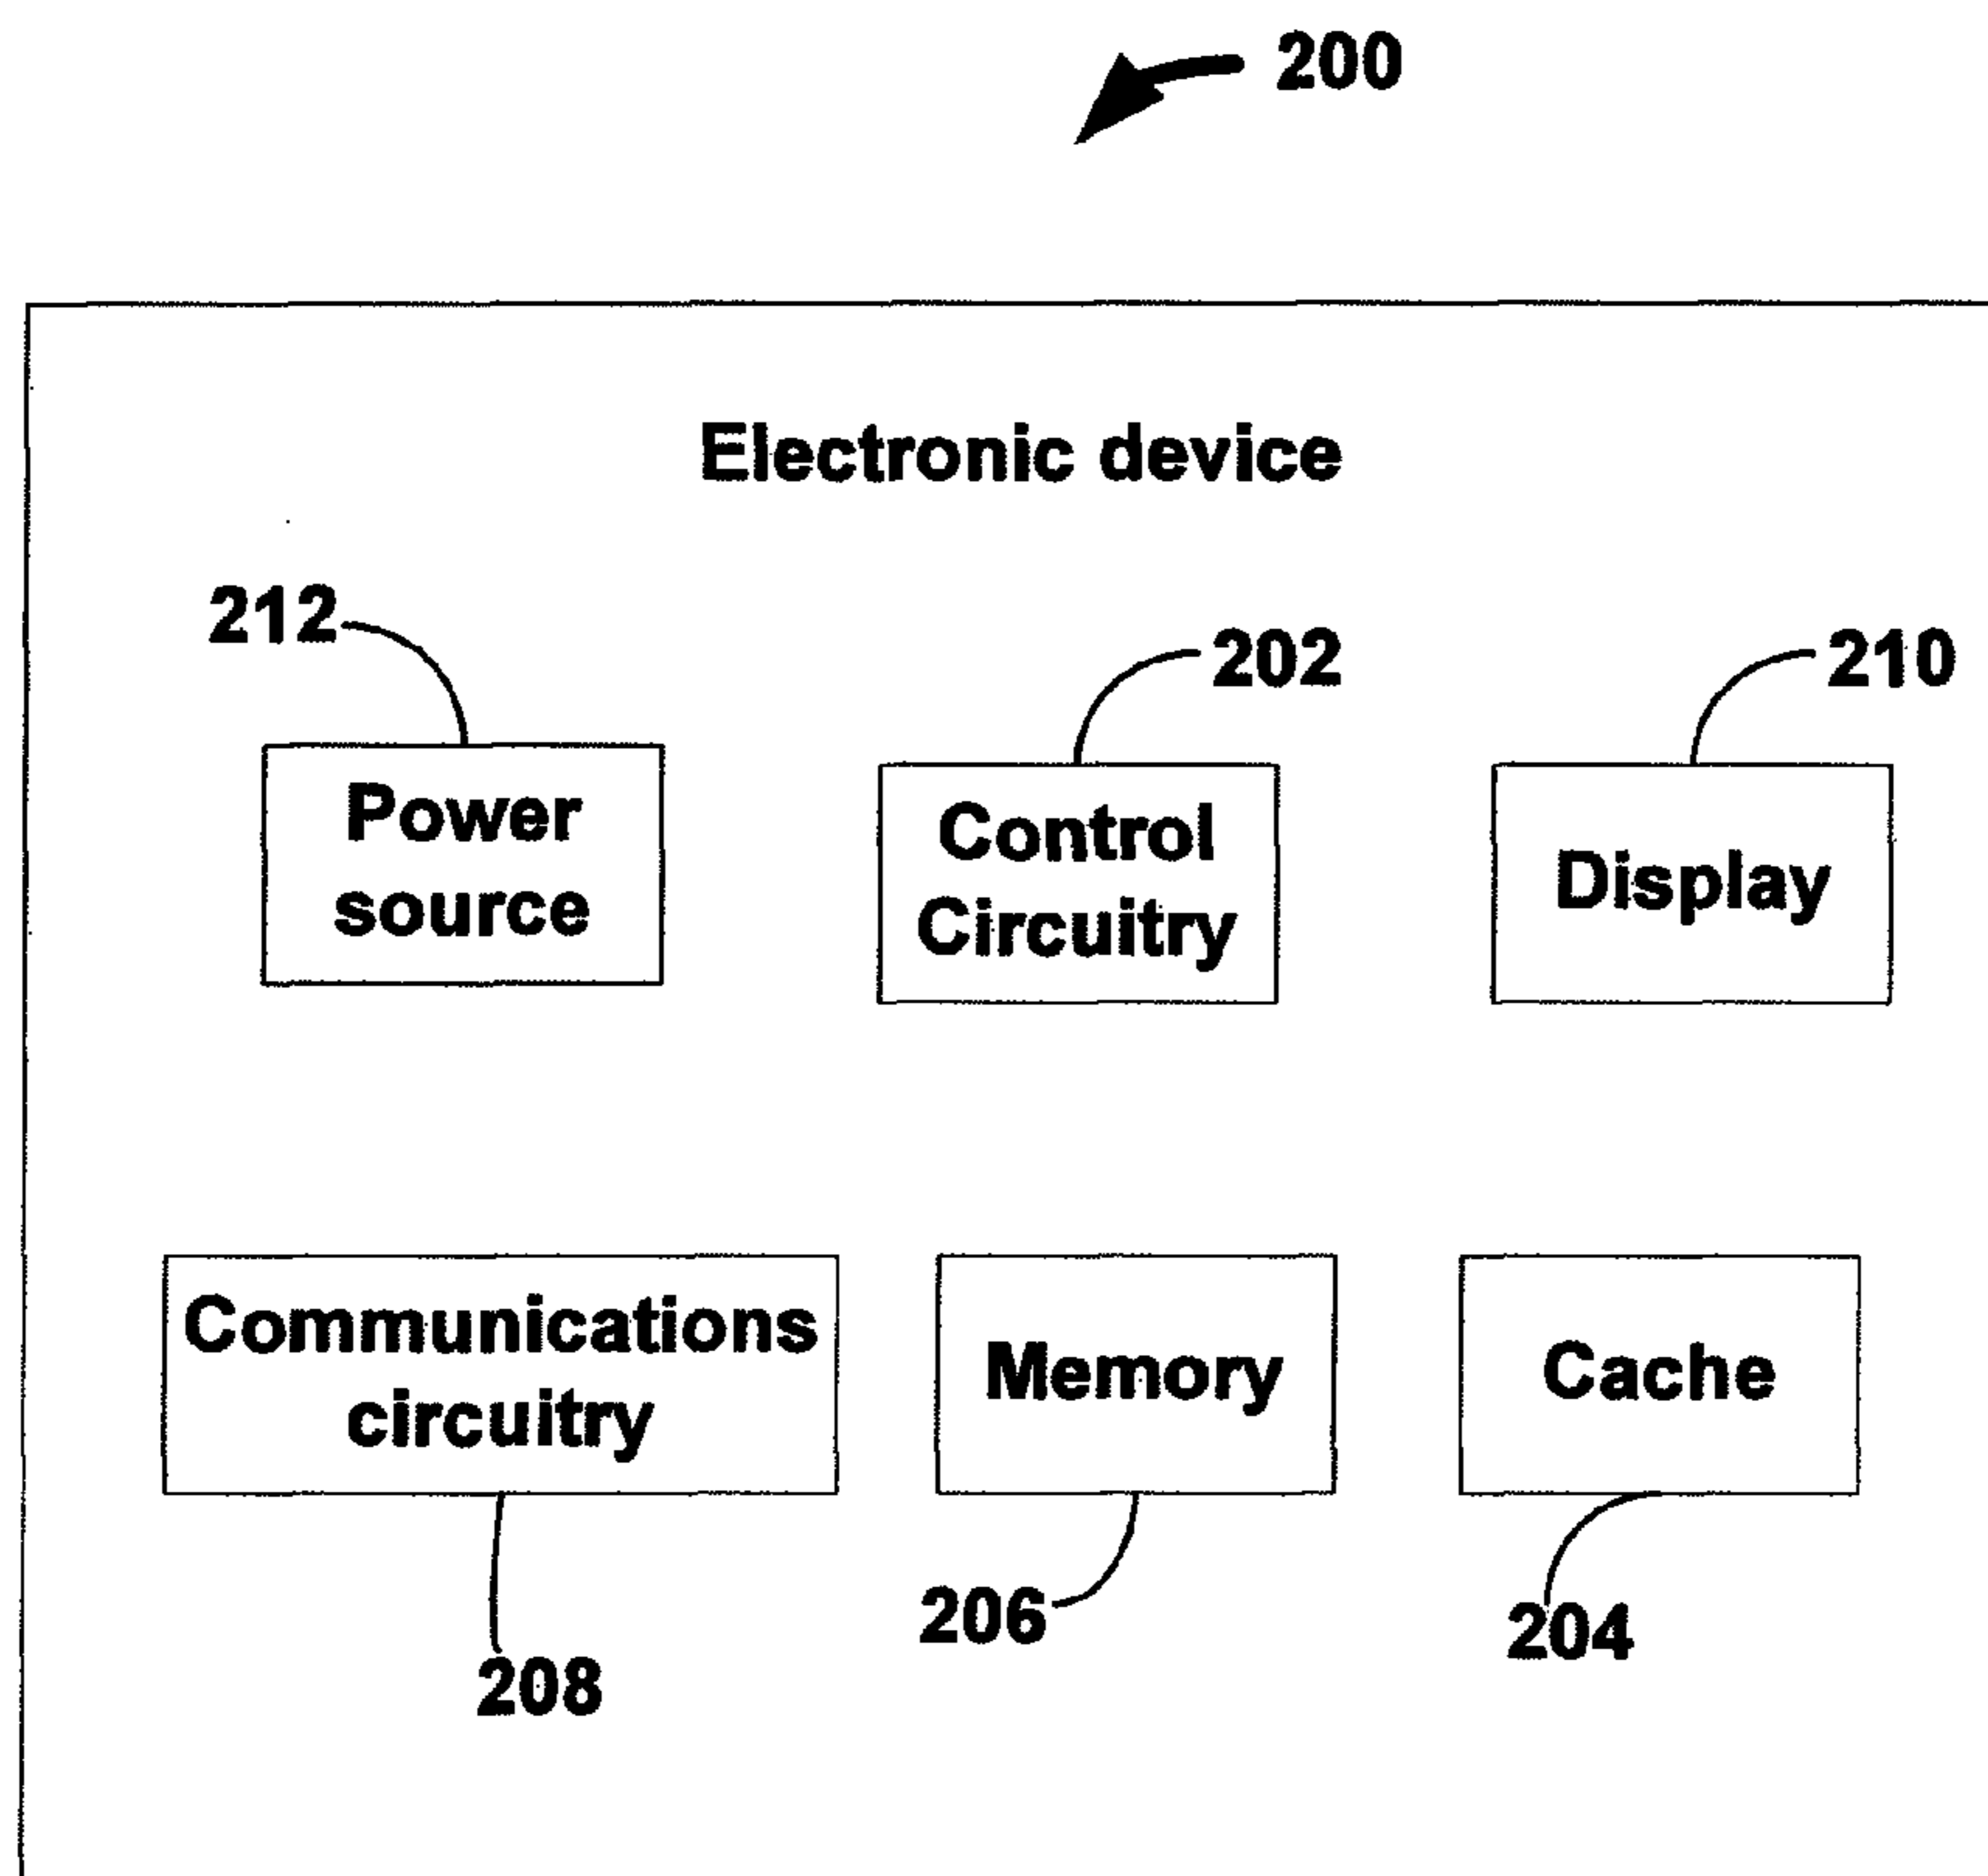 200
Electronic device
212
202
210
Power
source
Control
Circuitry
Display
Communications
circuitry
Memory
Cache
206
204
208